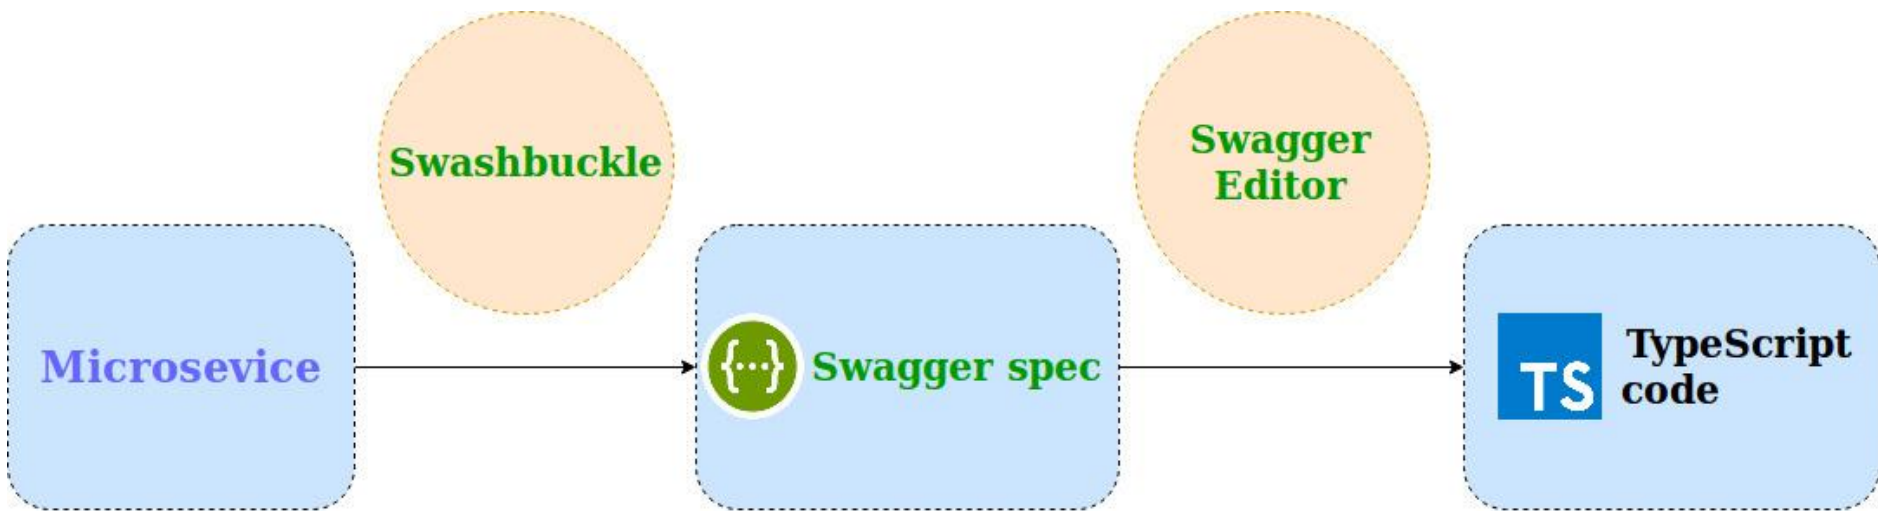 Swashbuckle
Swagger
Editor
Microsevice
{...}
Swagger spec
TS
TypeScript
code